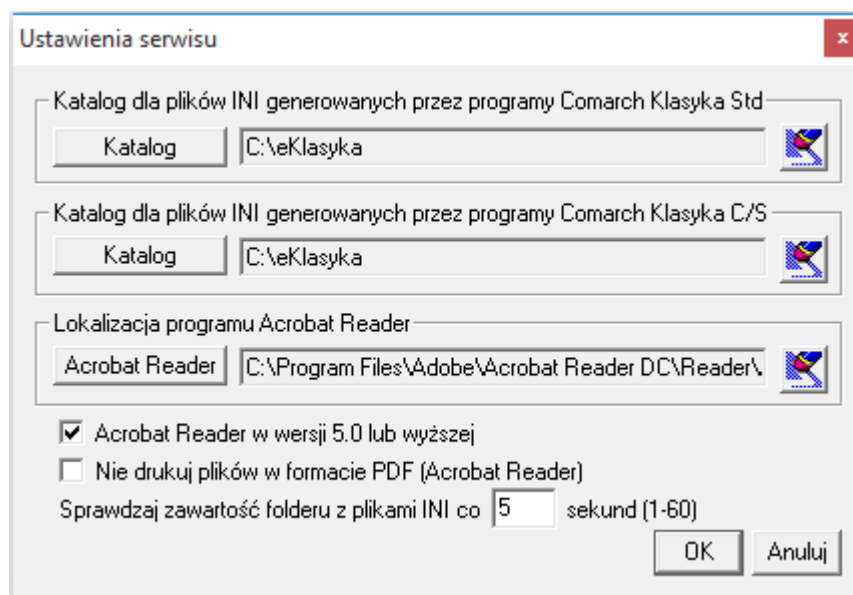 Ustawienia serwisu
x
Katalog dla plików INI generowanych przez programy Comarch Klasyka Std
Katalog C:\eKlasyka
Katalog dla plików INI generowanych przez programy Comarch Klasyka C/S
Katalog C:\eKlasyka
Lokalizacja programu Acrobat Reader
Acrobat Reader C:\Program Files\Adobe\Acrobat Reader DC\Reader\
Acrobat Reader w wersji 5.0 lub wyższej
Nie drukuj plików w formacie PDF (Acrobat Reader)
Sprawdzaj zawartość folderu z plikami INI co 5 sekund (1-60)
OK Anuluj